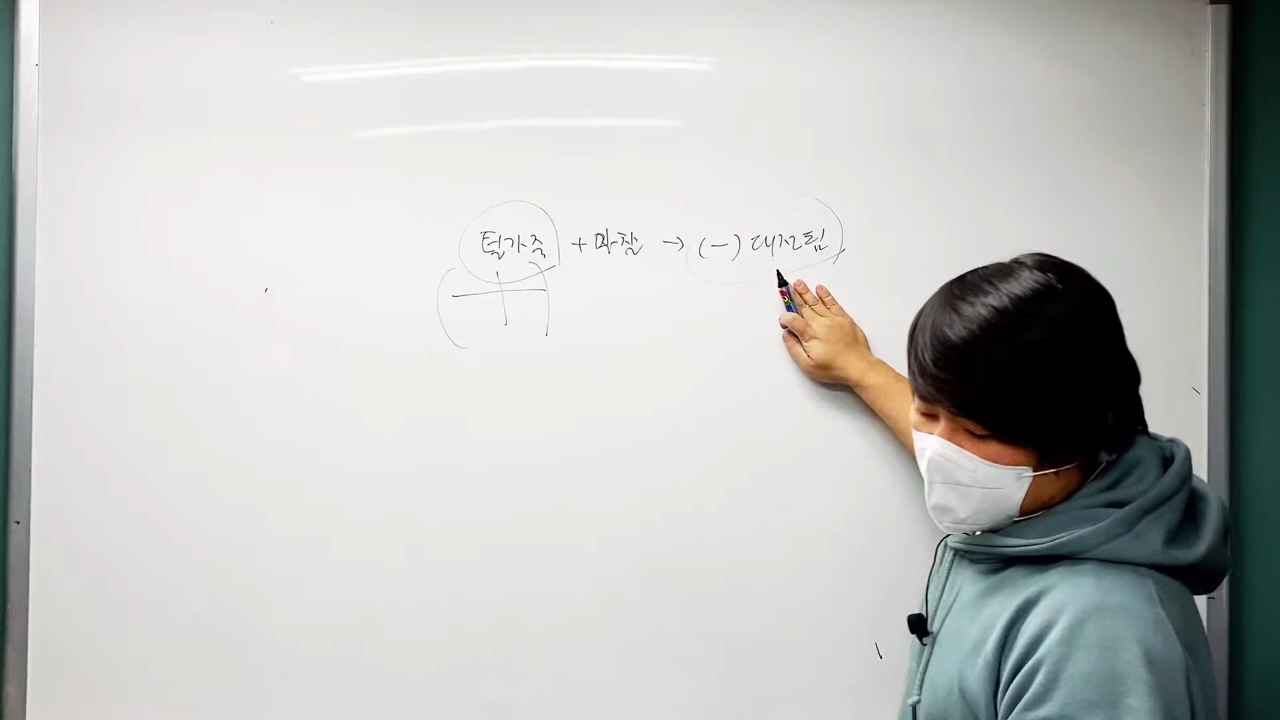 털가죽 + 마찰 → (-) 대전됨
(+)